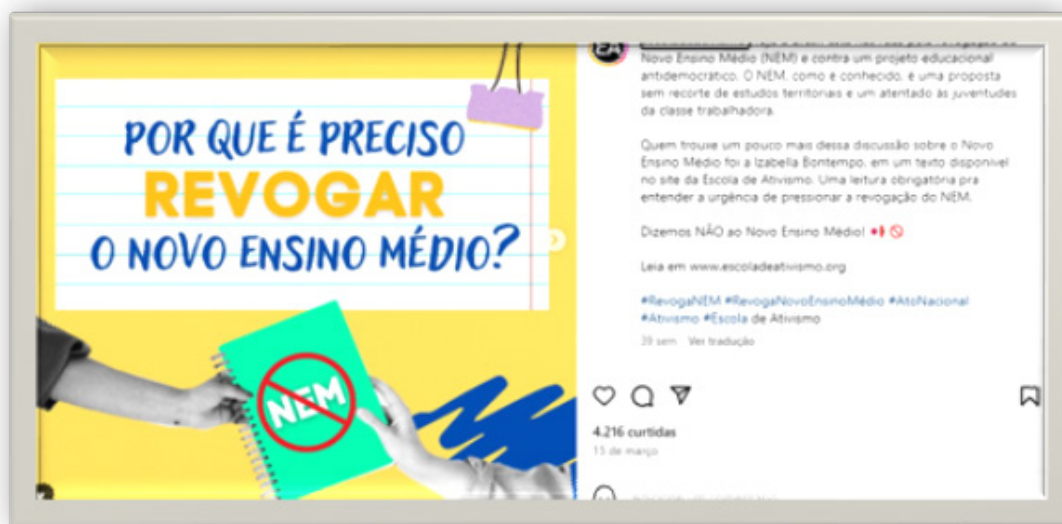 POR QUE É PRECISO
REVOGAR
O NOVO ENSINO MÉDIO?
NEM
EA
Novo Ensino Médio (NEM) e contra um projeto educacional
antidemocrático. O NEM, como é conhecido, é uma proposta
sem recorte de estudos territoriais e um atentado às juventudes
da classe trabalhadora.
Quem trouxe um pouco mais dessa discussão sobre o Novo
Ensino Médio foi a Izabella Bontempo, em um texto disponível
no site da Escola de Ativismo. Uma leitura obrigatória pra
entender a urgência de pressionar a revogação do NEM.
Dizemos NÃO ao Novo Ensino Médio!
Leia em www.escoladeativismo.org
#RevogaNEM #RevogaNovoEnsinoMédio #AtoNacional
#Ativismo #Escola de Ativismo
39 sem Ver tradução
4.216 curtidas
15 de março